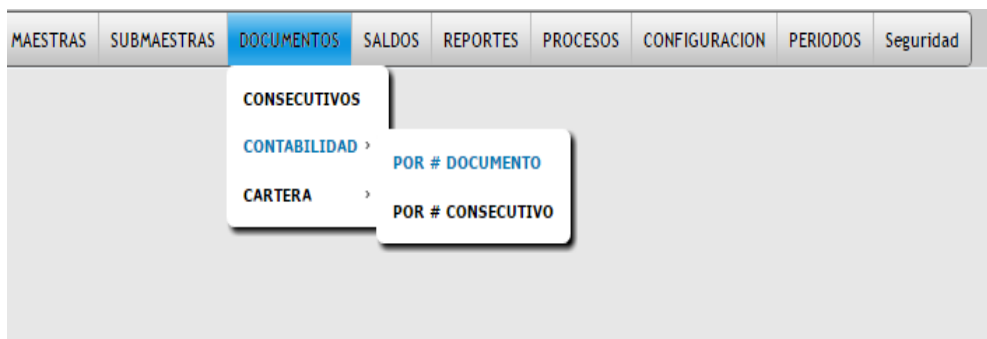 MAESTRAS SUBMAESTRAS DOCUMENTOS SALDOS REPORTES PROCESOS CONFIGURACION PERIODOS Seguridad
CONSECUTIVOS
CONTABILIDAD ›
POR # DOCUMENTO
CARTERA ›
POR # CONSECUTIVO